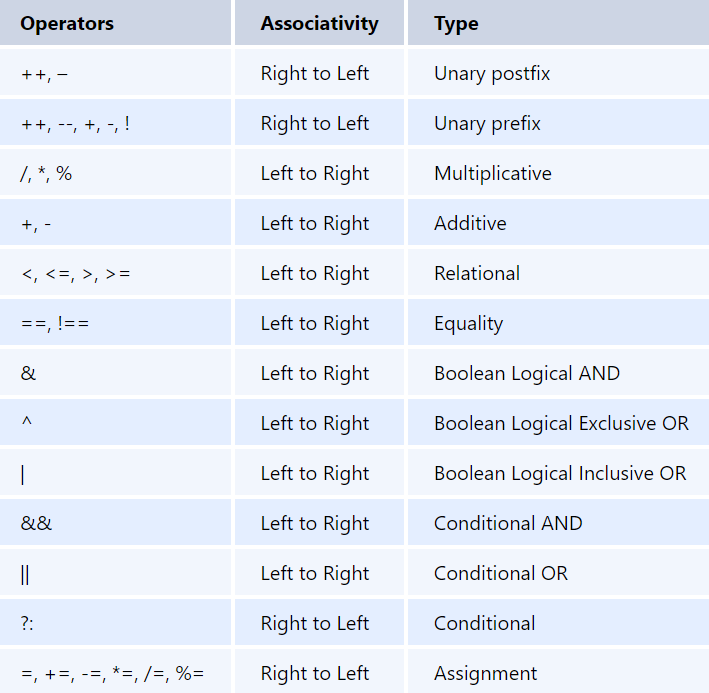 Operators Associativity Type
++, – Right to Left Unary postfix
++, --, +, -, ! Right to Left Unary prefix
/, *, % Left to Right Multiplicative
+, - Left to Right Additive
<, <=, >, >= Left to Right Relational
==, !== Left to Right Equality
& Left to Right Boolean Logical AND
^ Left to Right Boolean Logical Exclusive OR
| Left to Right Boolean Logical Inclusive OR
&& Left to Right Conditional AND
|| Left to Right Conditional OR
?: Right to Left Conditional
=, +=, -=, *=, /=, %= Right to Left Assignment